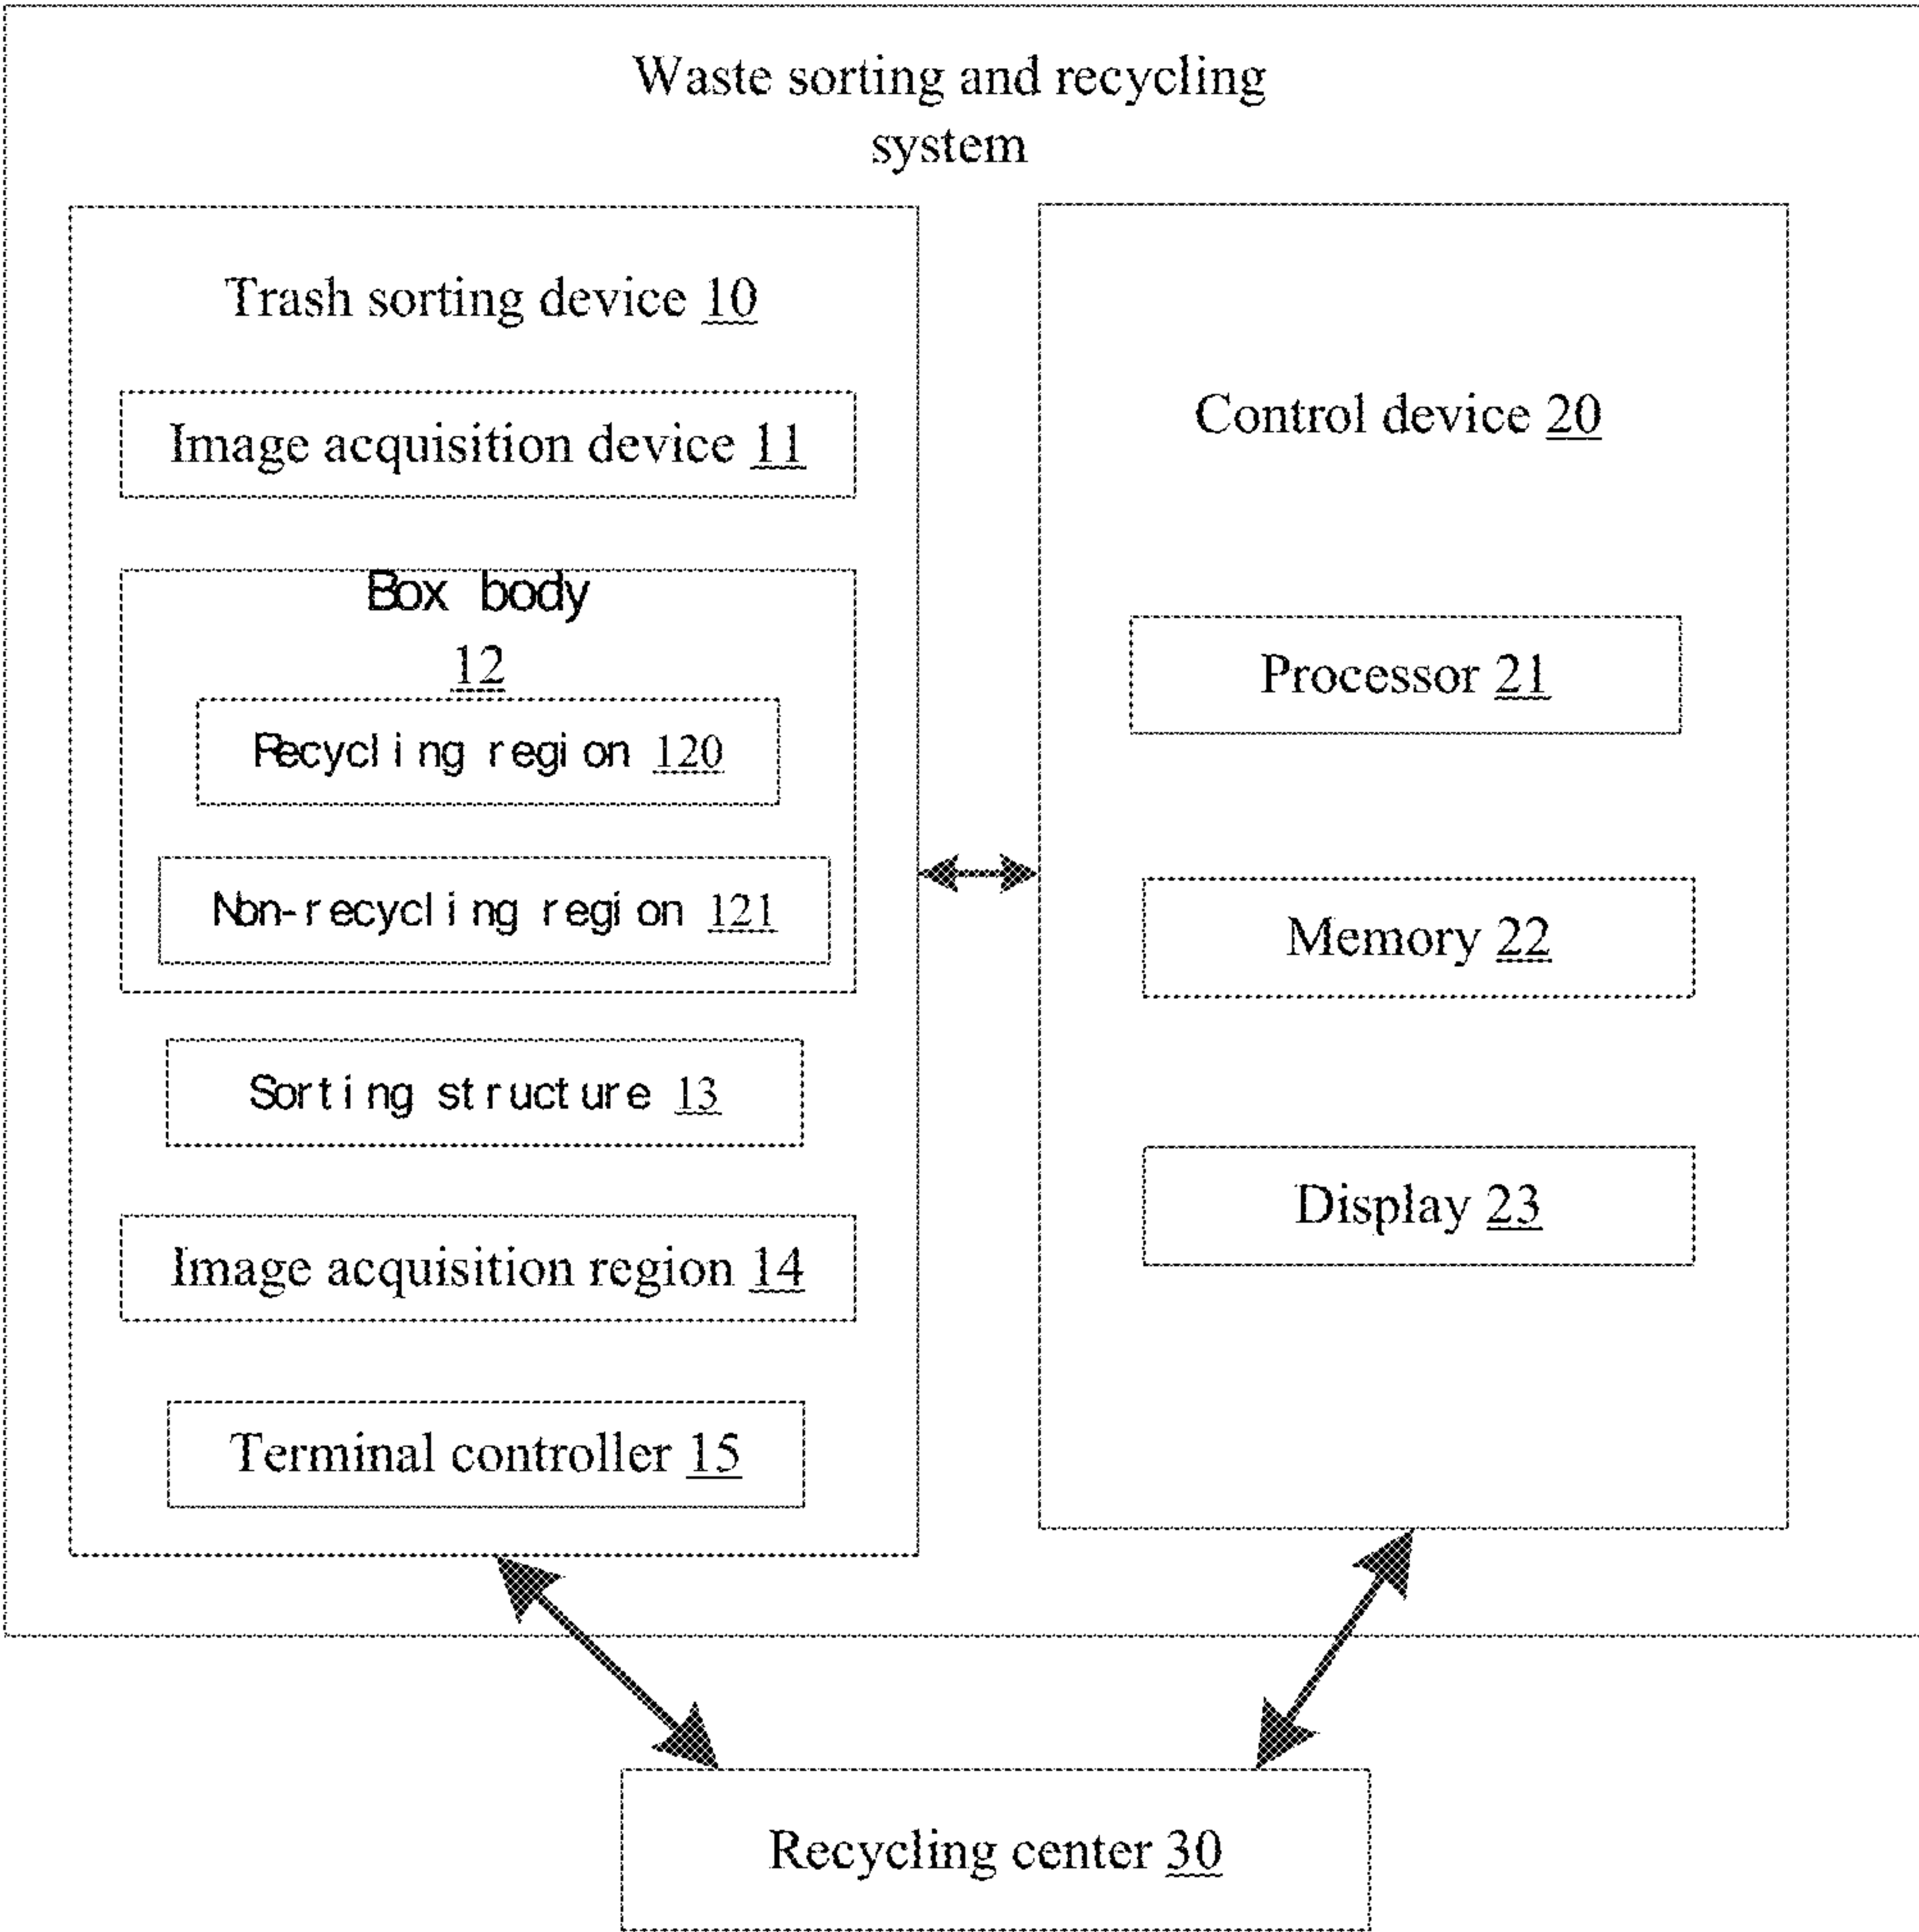 Waste sorting and recycling
system
Trash sorting device 10
Image acquisition device 11
Box body
12
Recycling region 120
Non-recycling region 121
Sorting structure 13
Image acquisition region 14
Terminal controller 15
Control device 20
Processor 21
Memory 22
Display 23
Recycling center 30